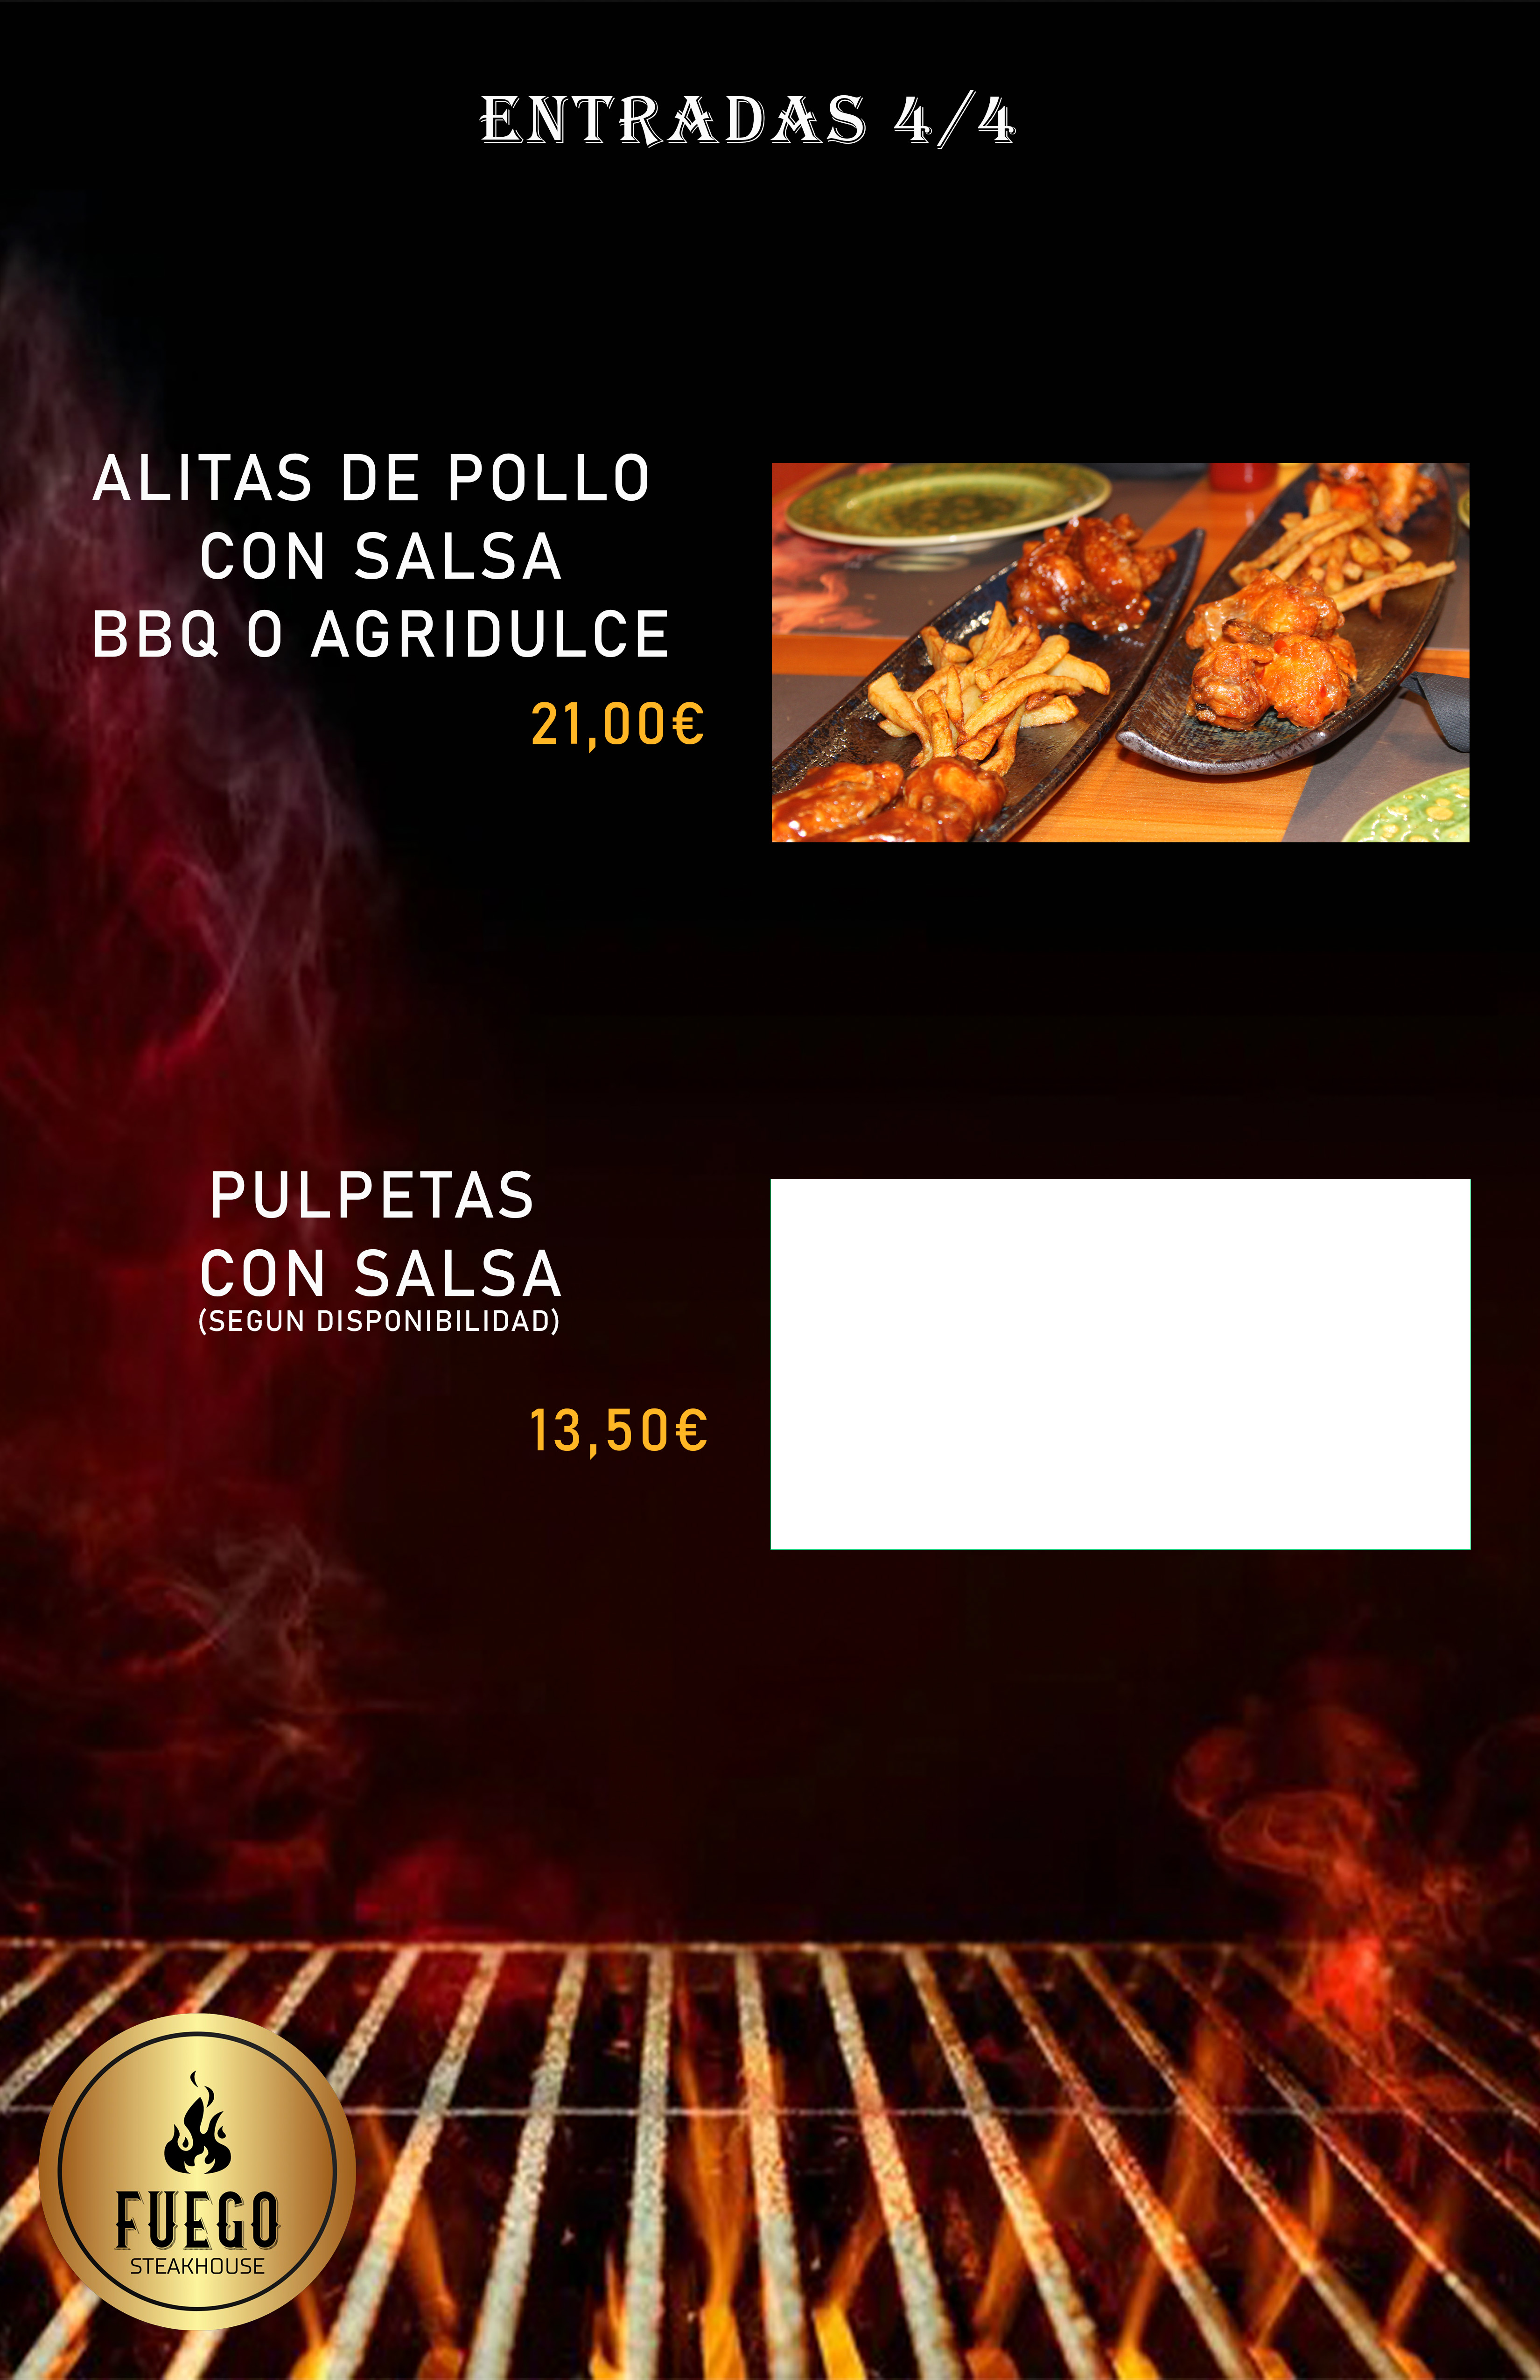 ENTRADAS 4/4
ALITAS DE POLLO
CON SALSA
BBQ O AGRIDULCE
21,00€
PULPETAS
CON SALSA
(SEGUN DISPONIBILIDAD)
13,50€
FUEGO
STEAKHOUSE